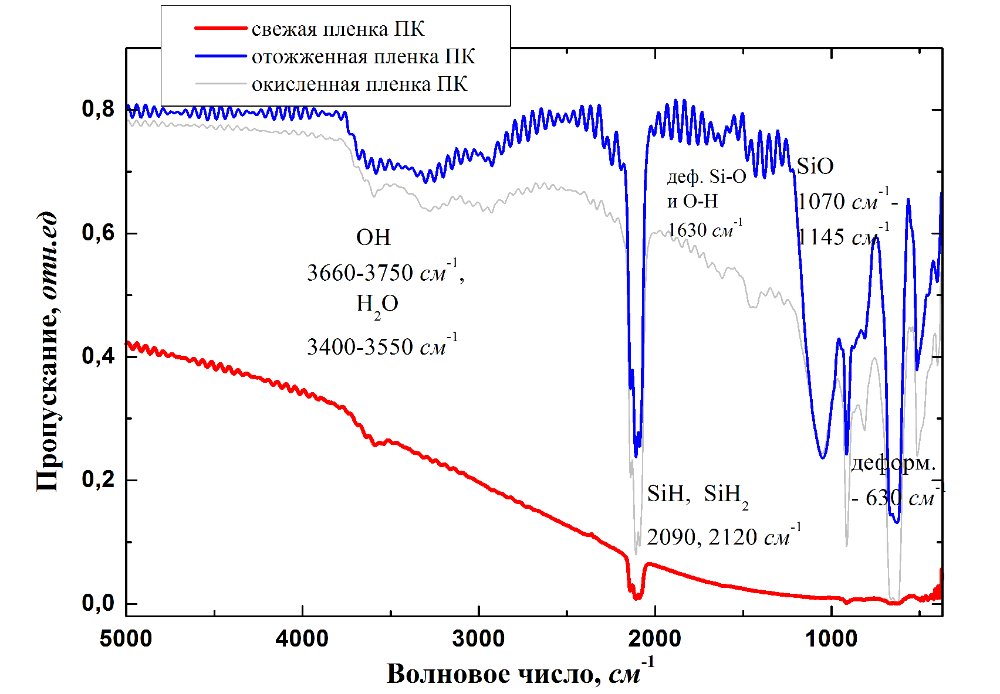 свежая пленка ПК
отожженная пленка ПК
окисленная пленка ПК
0,8
0,6
0,4
0,2
0,0
Пропускание, отн.ед
деф. Si-O
и O-H
1630 см⁻¹
SiO
1070 см⁻¹ -
1145 см⁻¹
OH
3660-3750 см⁻¹,
H₂O
3400-3550 см⁻¹
SiH, SiH₂
2090, 2120 см⁻¹
деформ.
- 630 см⁻¹
5000 4000 3000 2000 1000
Волновое число, см⁻¹